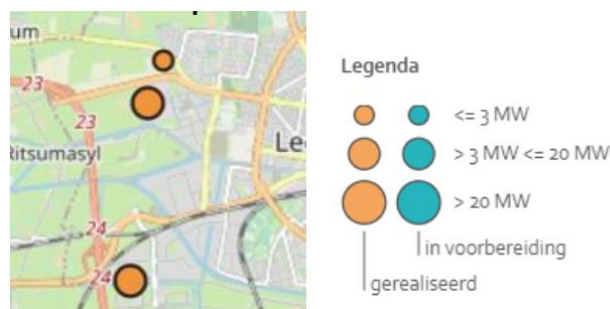 um
23
23
Ritsumasyl
Le
24
24
Legenda
<= 3 MW
> 3 MW <= 20 MW
> 20 MW
in voorbereiding
gerealiseerd